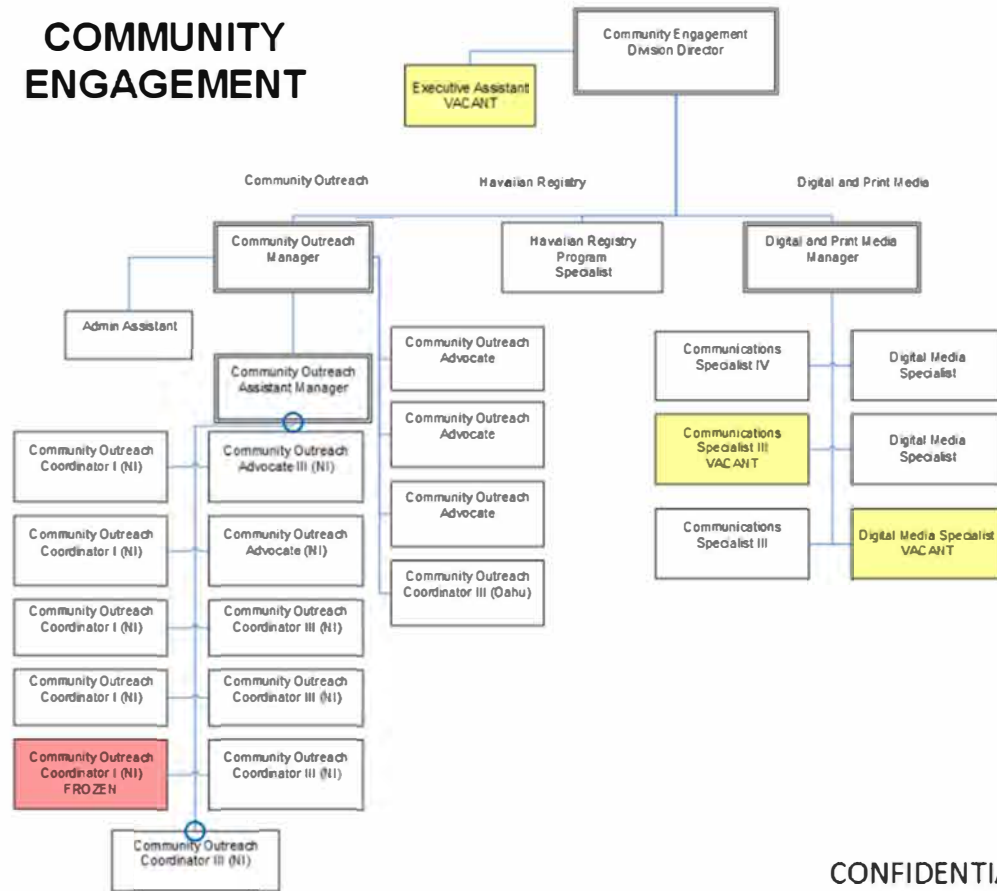 COMMUNITY
ENGAGEMENT
Community Engagement
Division Director
Executive Assistant
VACANT
Community Outreach
Hawaiian Registry
Digital and Print Media
Community Outreach
Manager
Hawaiian Registry
Program
Specialist
Digital and Print Media
Manager
Admin Assistant
Community Outreach
Assistant Manager
Community Outreach
Advocate
Community Outreach
Advocate
Community Outreach
Advocate
Community Outreach
Coordinator III (Oahu)
Communications
Specialist IV
Digital Media
Specialist
Communications
Specialist III
VACANT
Digital Media
Specialist
Communications
Specialist III
Digital Media Specialist
VACANT
Community Outreach
Coordinator I (NI)
Community Outreach
Advocate III (NI)
Community Outreach
Coordinator I (NI)
Community Outreach
Advocate (NI)
Community Outreach
Coordinator I (NI)
Community Outreach
Coordinator III (NI)
Community Outreach
Coordinator I (NI)
Community Outreach
Coordinator III (NI)
Community Outreach
Coordinator I (NI)
FROZEN
Community Outreach
Coordinator III (NI)
Community Outreach
Coordinator III (NI)
CONFIDENTIA